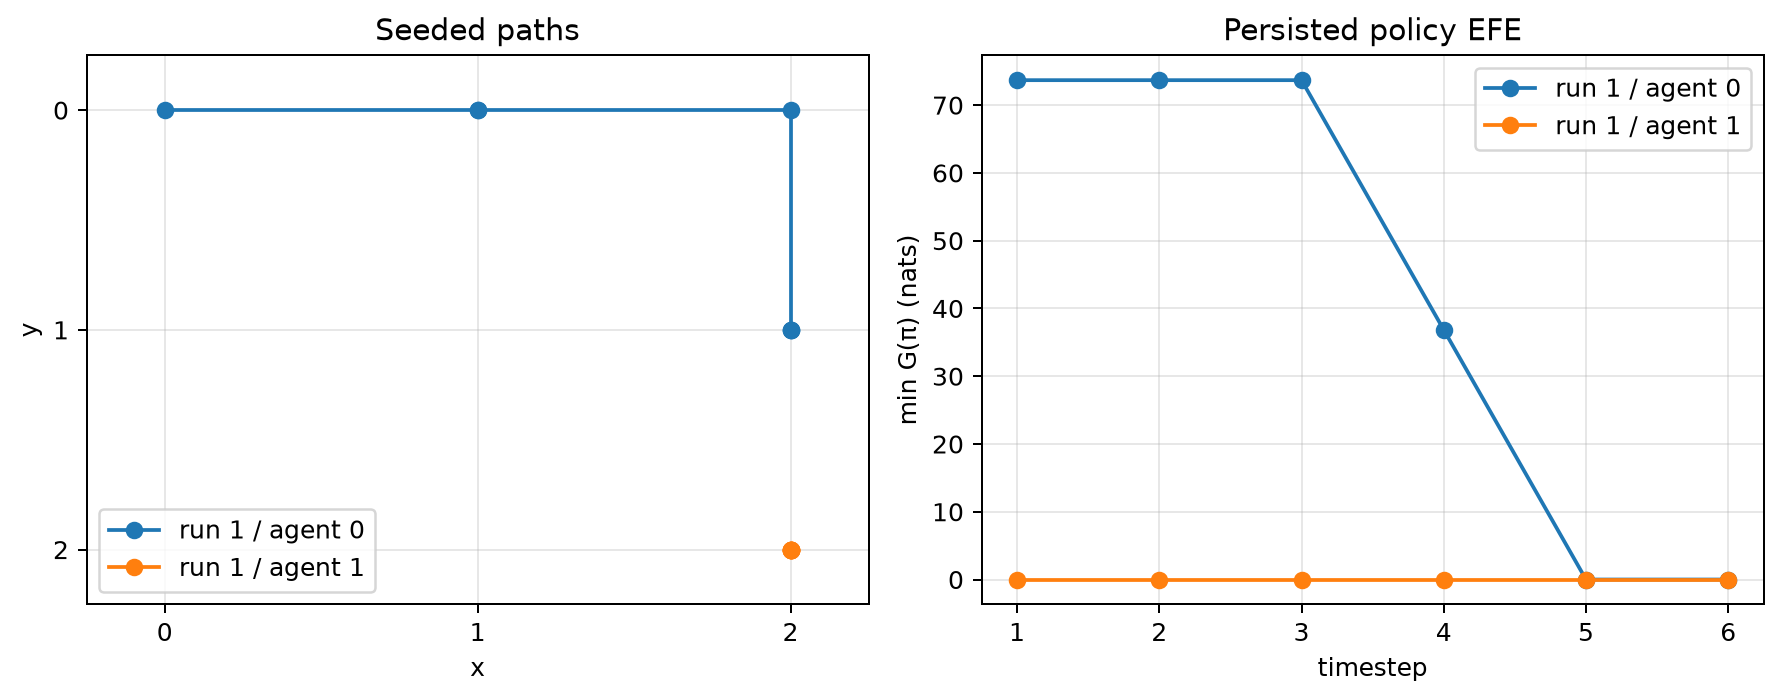 Seeded paths
y
0
1
2
run 1 / agent 0
run 1 / agent 1
0 1 2
x
Persisted policy EFE
min G(π) (nats)
70
60
50
40
30
20
10
0
run 1 / agent 0
run 1 / agent 1
1 2 3 4 5 6
timestep